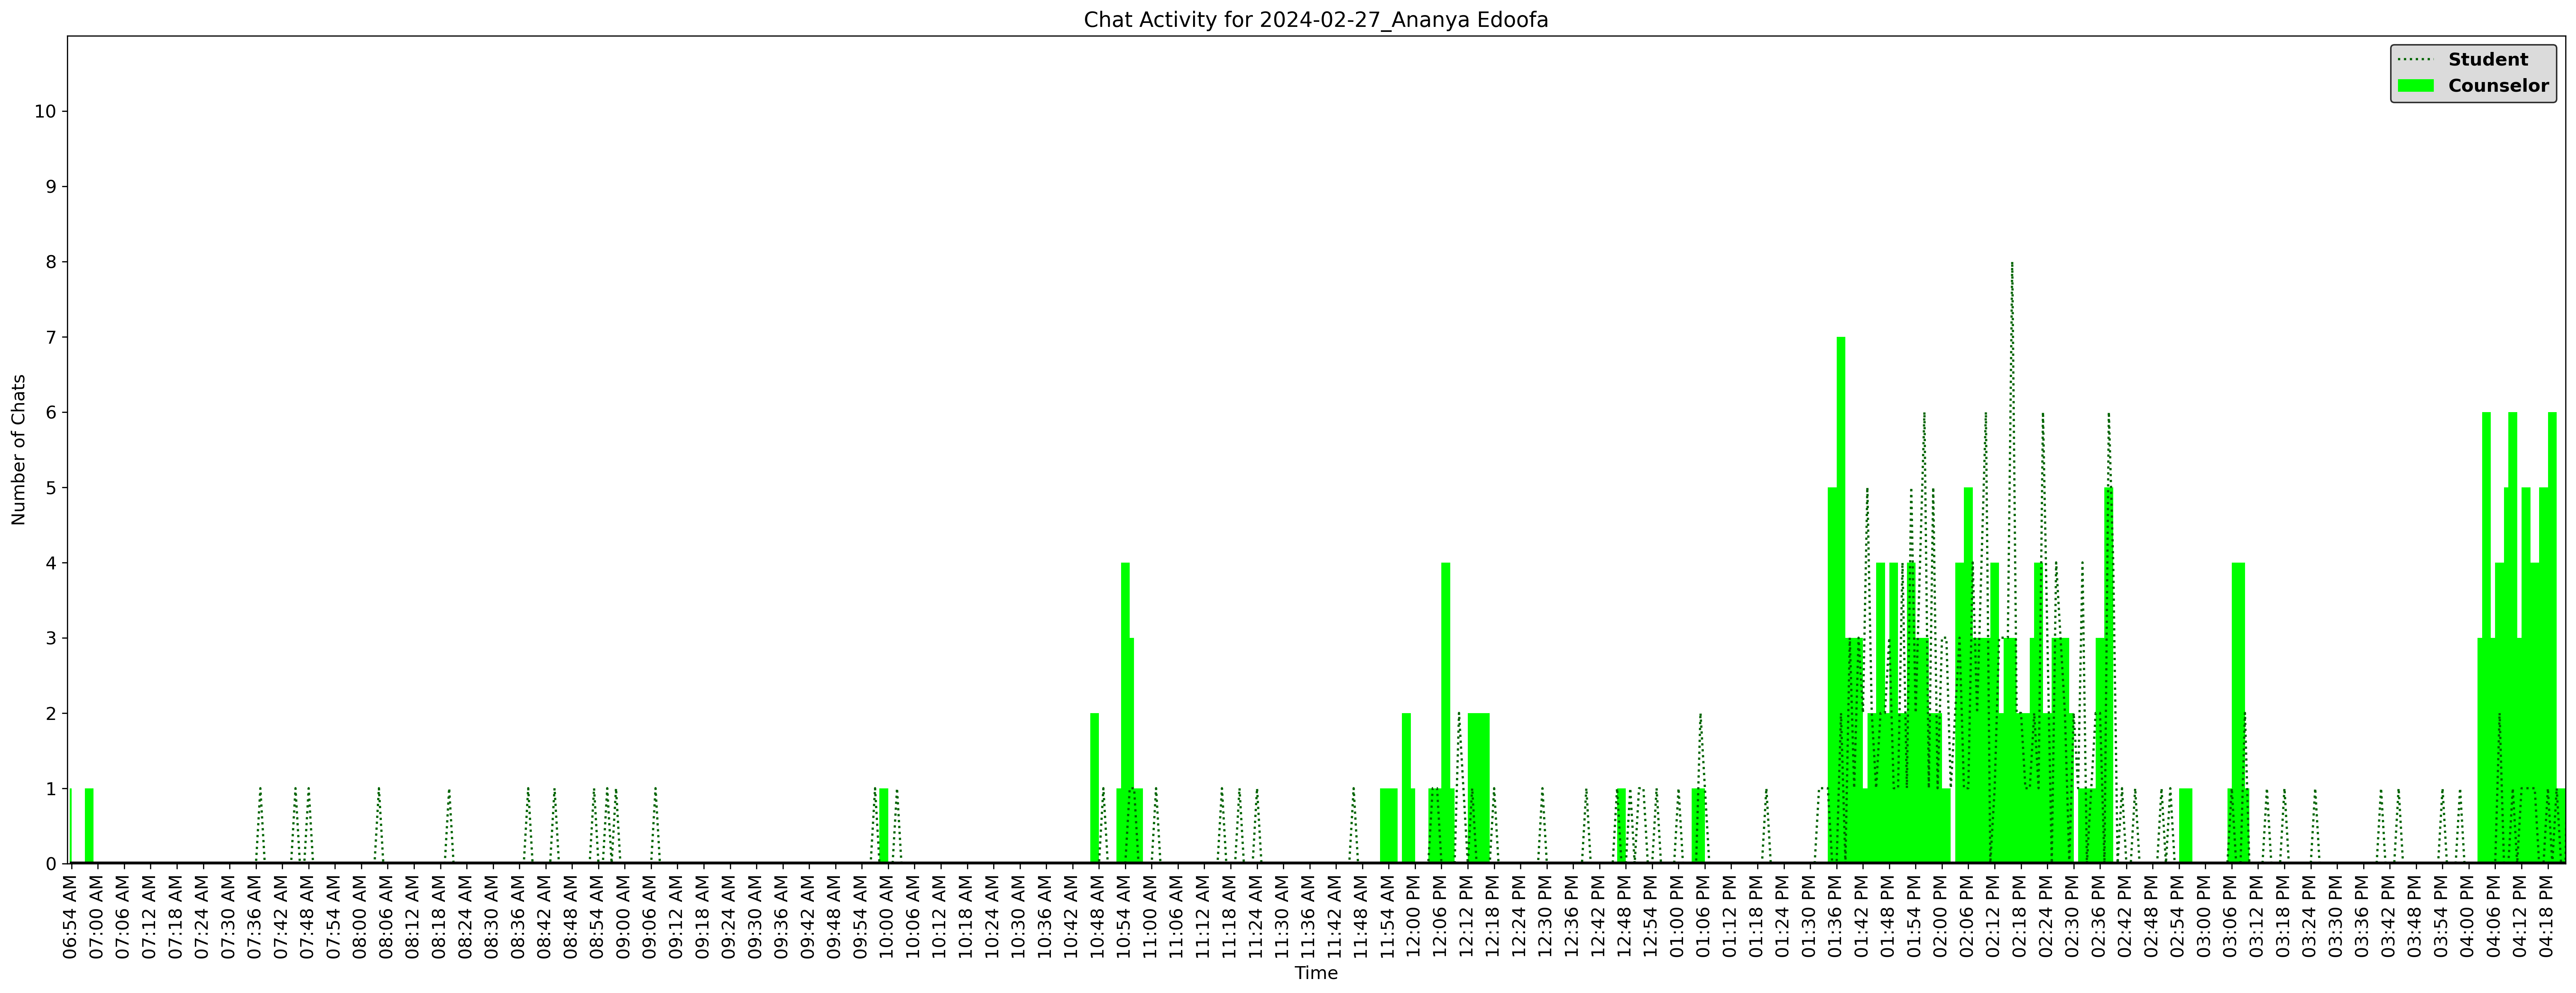 Chat Activity for 2024-02-27_Ananya Edoofa
Student
Counselor
Number of Chats
10
9
8
7
6
5
4
3
2
1
0
06:54 AM
07:00 AM
07:06 AM
07:12 AM
07:18 AM
07:24 AM
07:30 AM
07:36 AM
07:42 AM
07:48 AM
07:54 AM
08:00 AM
08:06 AM
08:12 AM
08:18 AM
08:24 AM
08:30 AM
08:36 AM
08:42 AM
08:48 AM
08:54 AM
09:00 AM
09:06 AM
09:12 AM
09:18 AM
09:24 AM
09:30 AM
09:36 AM
09:42 AM
09:48 AM
09:54 AM
10:00 AM
10:06 AM
10:12 AM
10:18 AM
10:24 AM
10:30 AM
10:36 AM
10:42 AM
10:48 AM
10:54 AM
11:00 AM
11:06 AM
11:12 AM
11:18 AM
11:24 AM
11:30 AM
11:36 AM
11:42 AM
11:48 AM
11:54 AM
12:00 PM
12:06 PM
12:12 PM
12:18 PM
12:24 PM
12:30 PM
12:36 PM
12:42 PM
12:48 PM
12:54 PM
01:00 PM
01:06 PM
01:12 PM
01:18 PM
01:24 PM
01:30 PM
01:36 PM
01:42 PM
01:48 PM
01:54 PM
02:00 PM
02:06 PM
02:12 PM
02:18 PM
02:24 PM
02:30 PM
02:36 PM
02:42 PM
02:48 PM
02:54 PM
03:00 PM
03:06 PM
03:12 PM
03:18 PM
03:24 PM
03:30 PM
03:36 PM
03:42 PM
03:48 PM
03:54 PM
04:00 PM
04:06 PM
04:12 PM
04:18 PM
Time